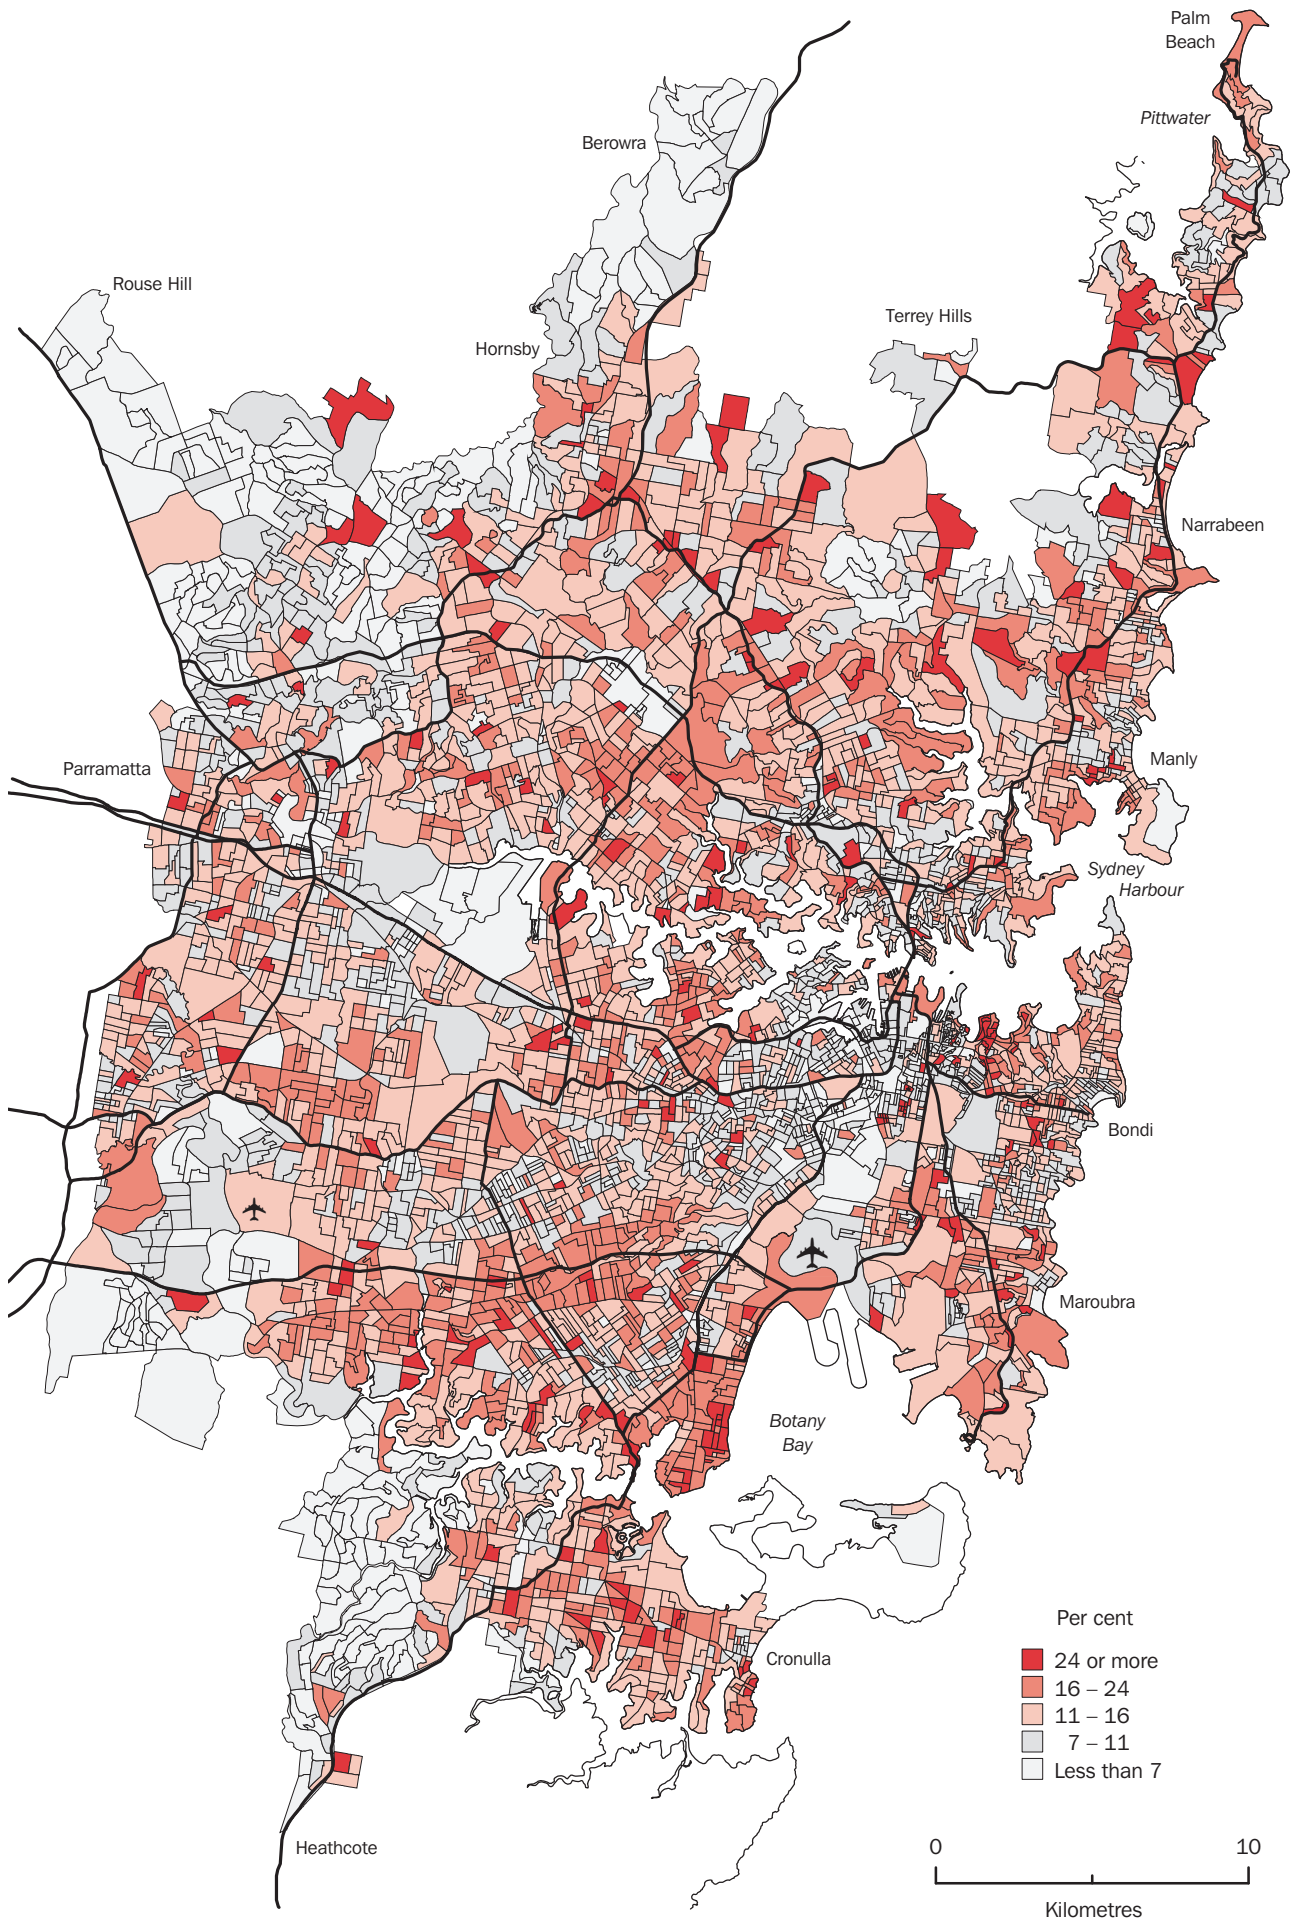 Palm
Beach
Pittwater
Berowra
Rouse Hill
Terrey Hills
Hornsby
Narrabeen
Manly
Parramatta
Sydney
Harbour
Bondi
Maroubra
Botany
Bay
Cronulla
Heathcote
Per cent
24 or more
16 – 24
11 – 16
7 – 11
Less than 7
0 10
Kilometres